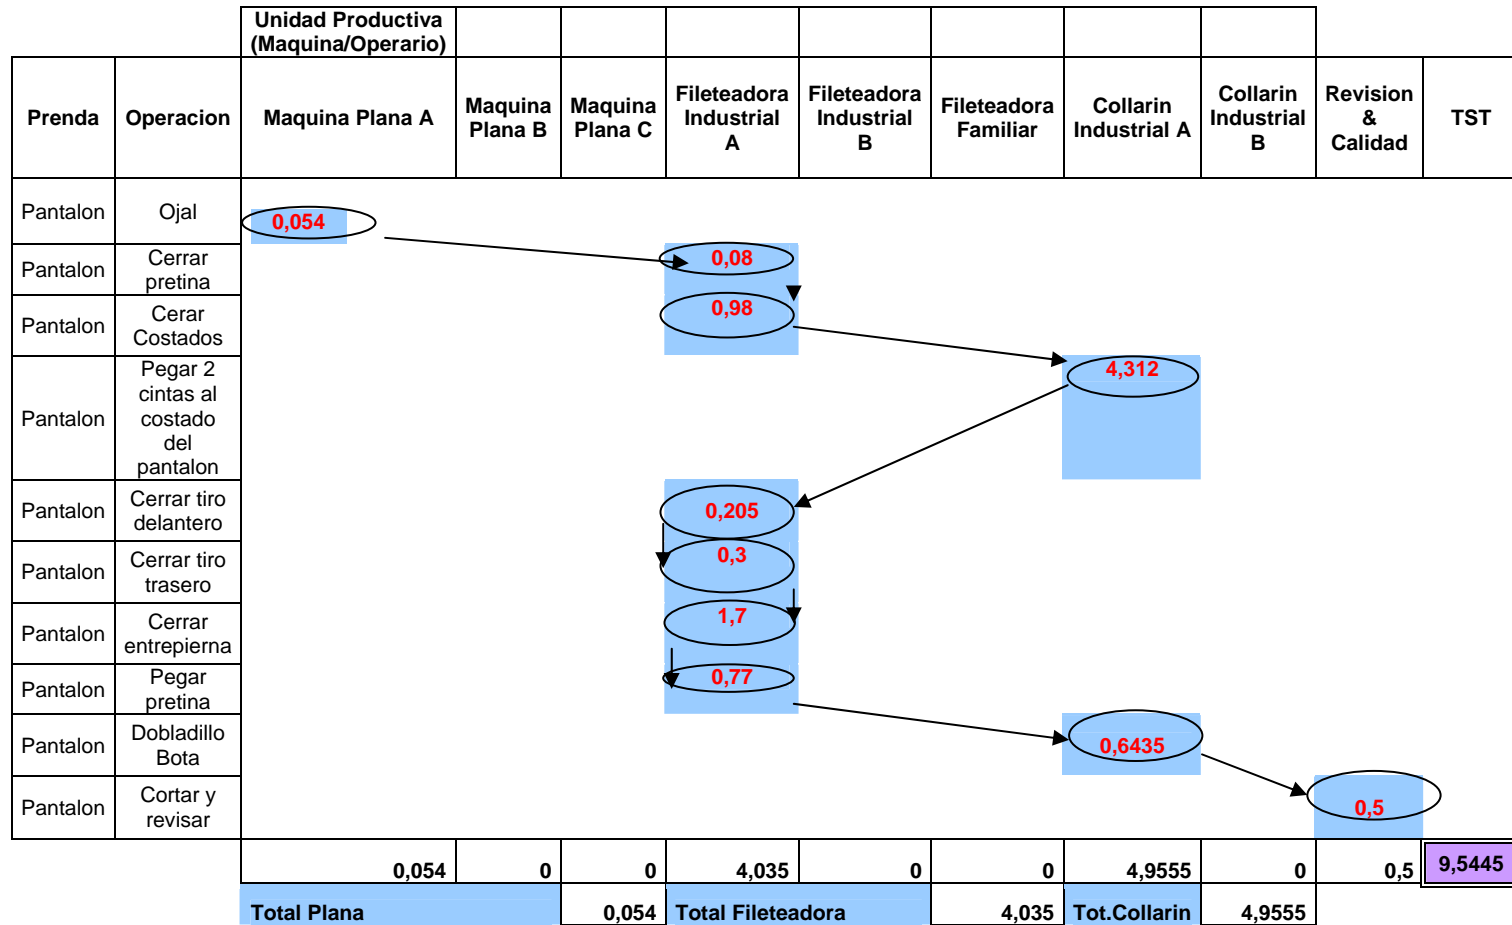 Unidad Productiva
(Maquina/Operario)
Prenda Operacion Maquina Plana A Maquina Plana B Maquina Plana C Fileteadora Industrial A Fileteadora Industrial B Fileteadora Familiar Collarin Industrial A Collarin Industrial B Revision & Calidad TST
Pantalon Ojal 0,054
Pantalon Cerrar pretina 0,08
Pantalon Cerar Costados 0,98
Pantalon Pegar 2 cintas al costado del pantalon 4,312
Pantalon Cerrar tiro delantero 0,205
Pantalon Cerrar tiro trasero 0,3
Pantalon Cerrar entrepierna 1,7
Pantalon Pegar pretina 0,77
Pantalon Dobladillo Bota 0,6435
Pantalon Cortar y revisar 0,5
0,054 0 0 4,035 0 0 4,9555 0 0,5 9,5445
Total Plana 0,054 Total Fileteadora 4,035 Tot.Collarin 4,9555